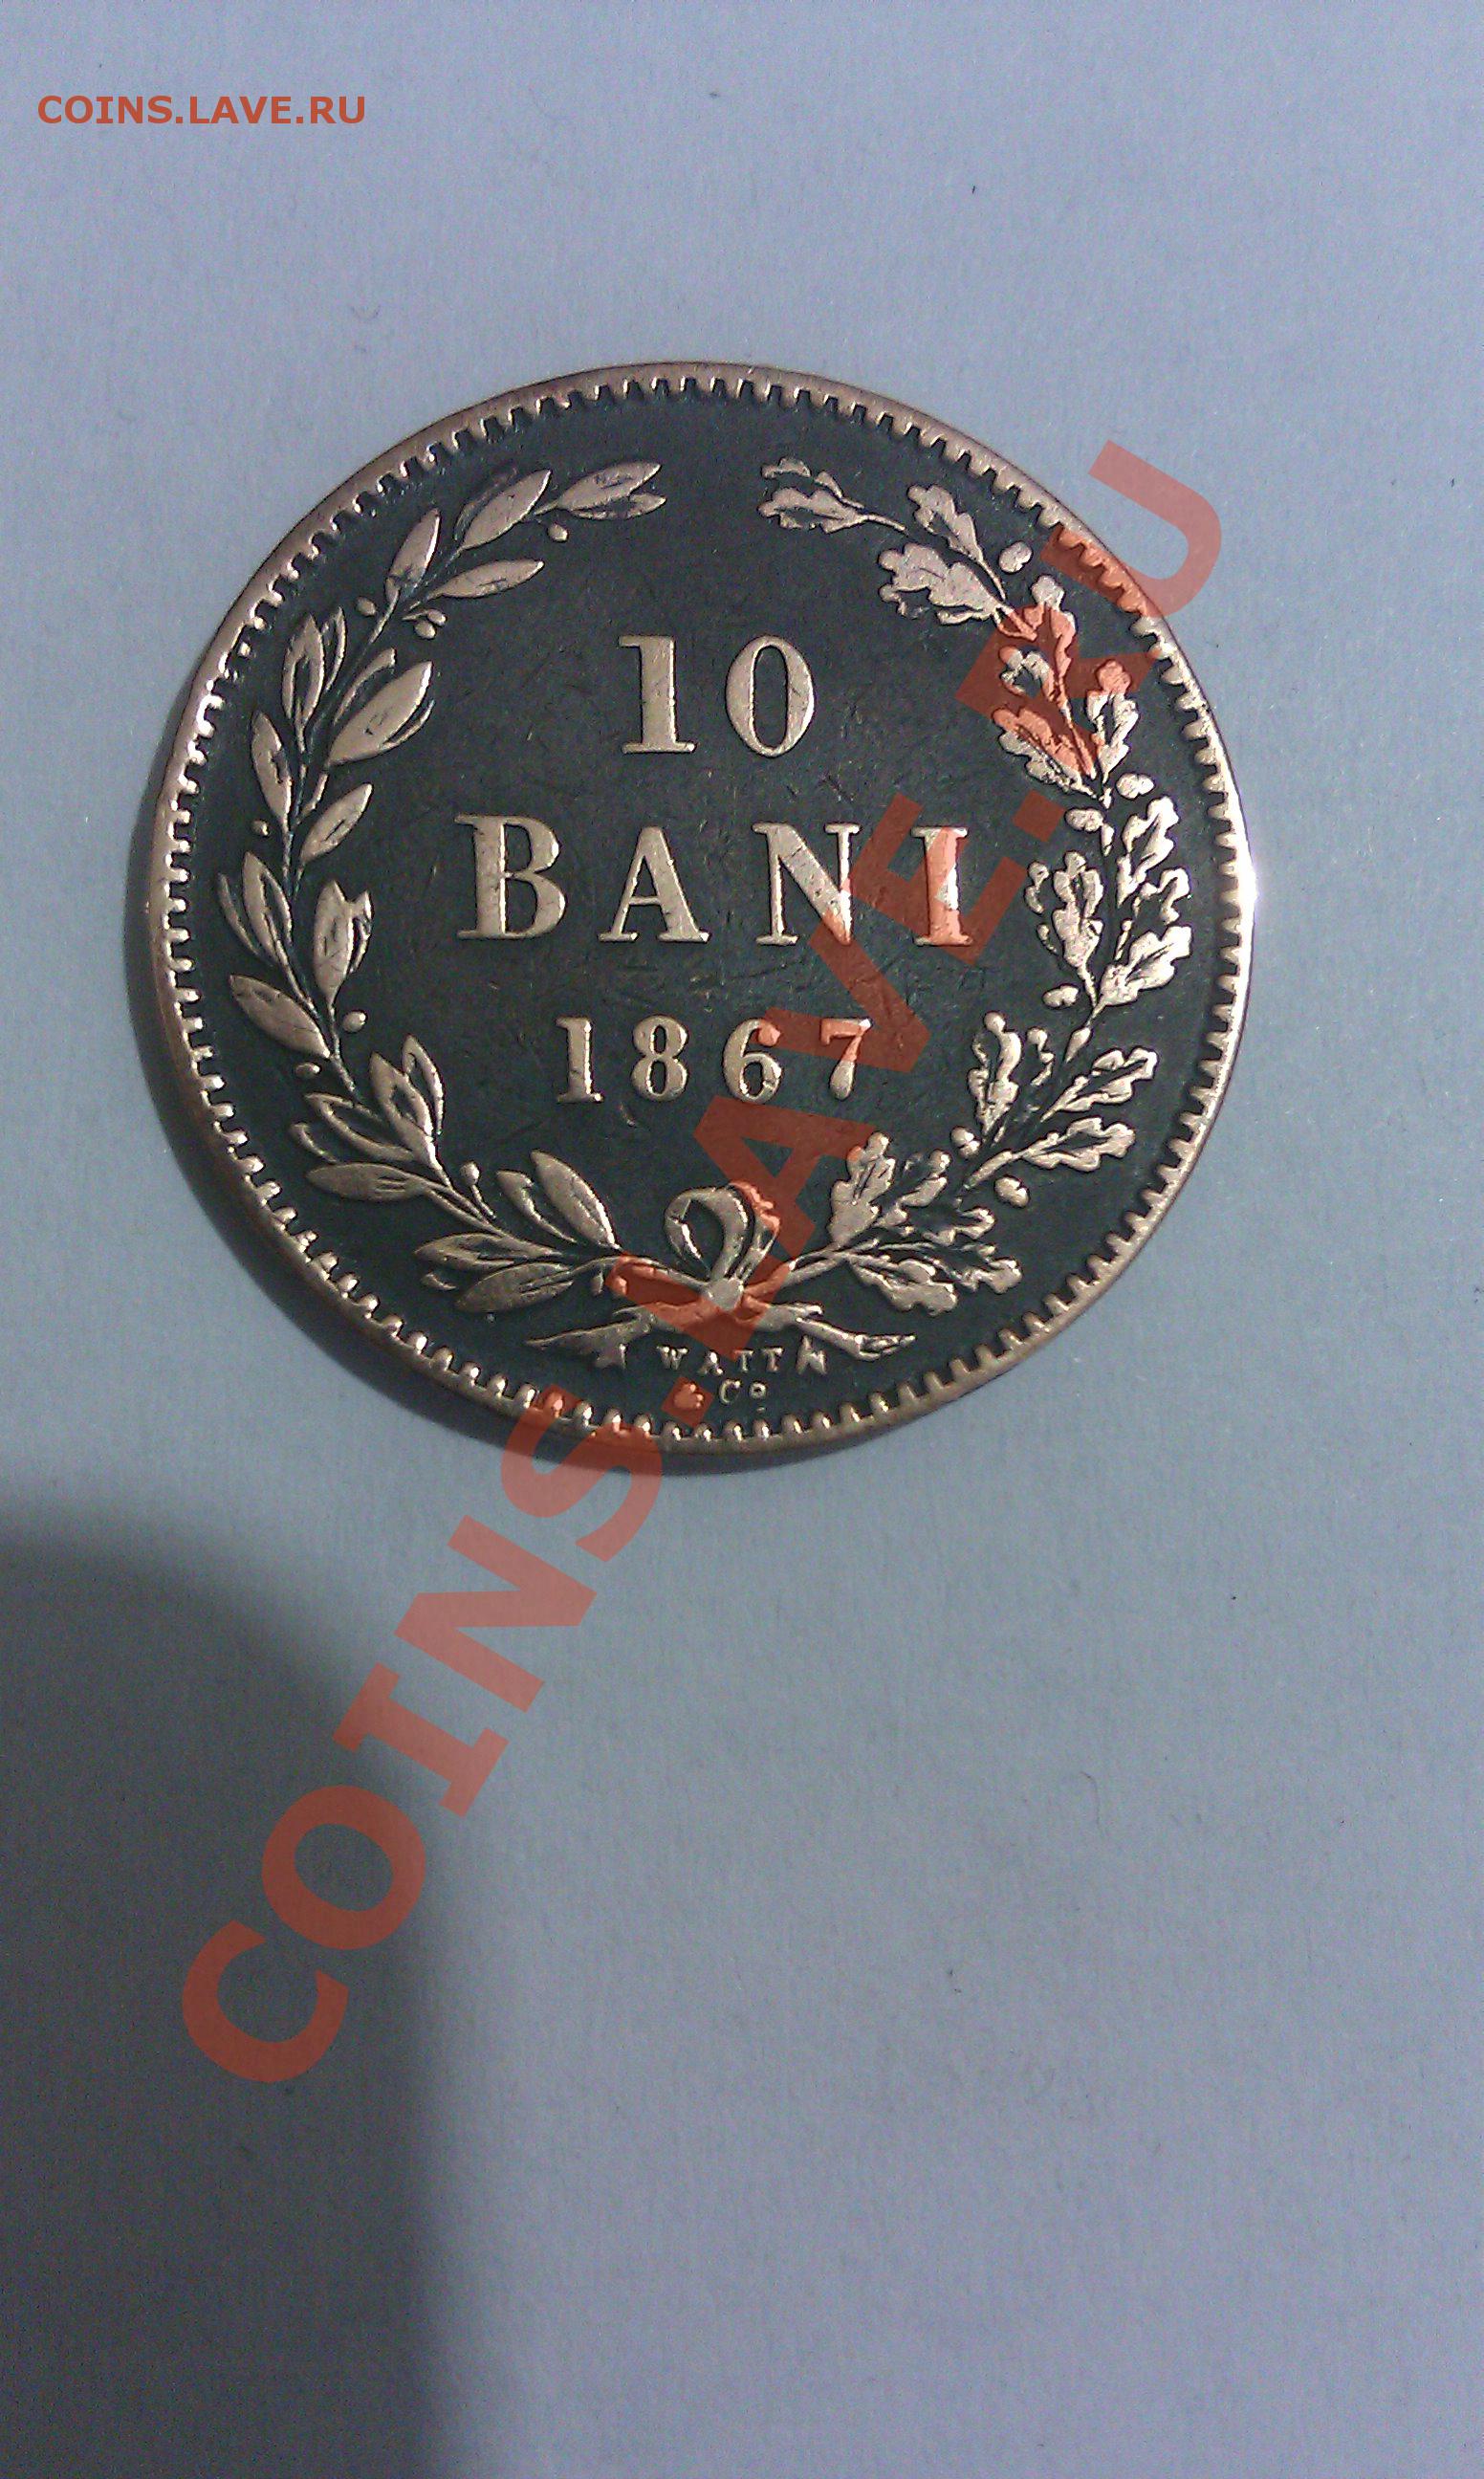 COINS.LAVE.RU
10
BANI
1867
WATT
& Cº
COINS.LAVE.RU